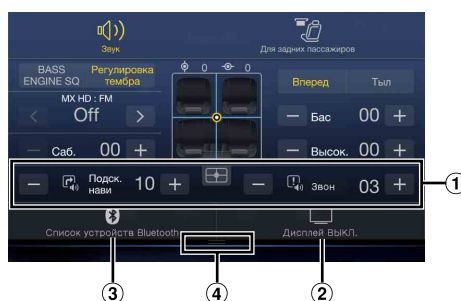 Звук
Для задних пассажиров
BASS
ENGINE SQ
Регулировка
тембра
0 0
Вперед Тыл
MX HD : FM
< Off >
− Бас 00 +
− Саб. 00 +
− Высок. 00 +
− Подск.
нави 10 +
− Звон 03 +
1
Список устройств Bluetooth
Дисплей ВЫКЛ.
3 4 2